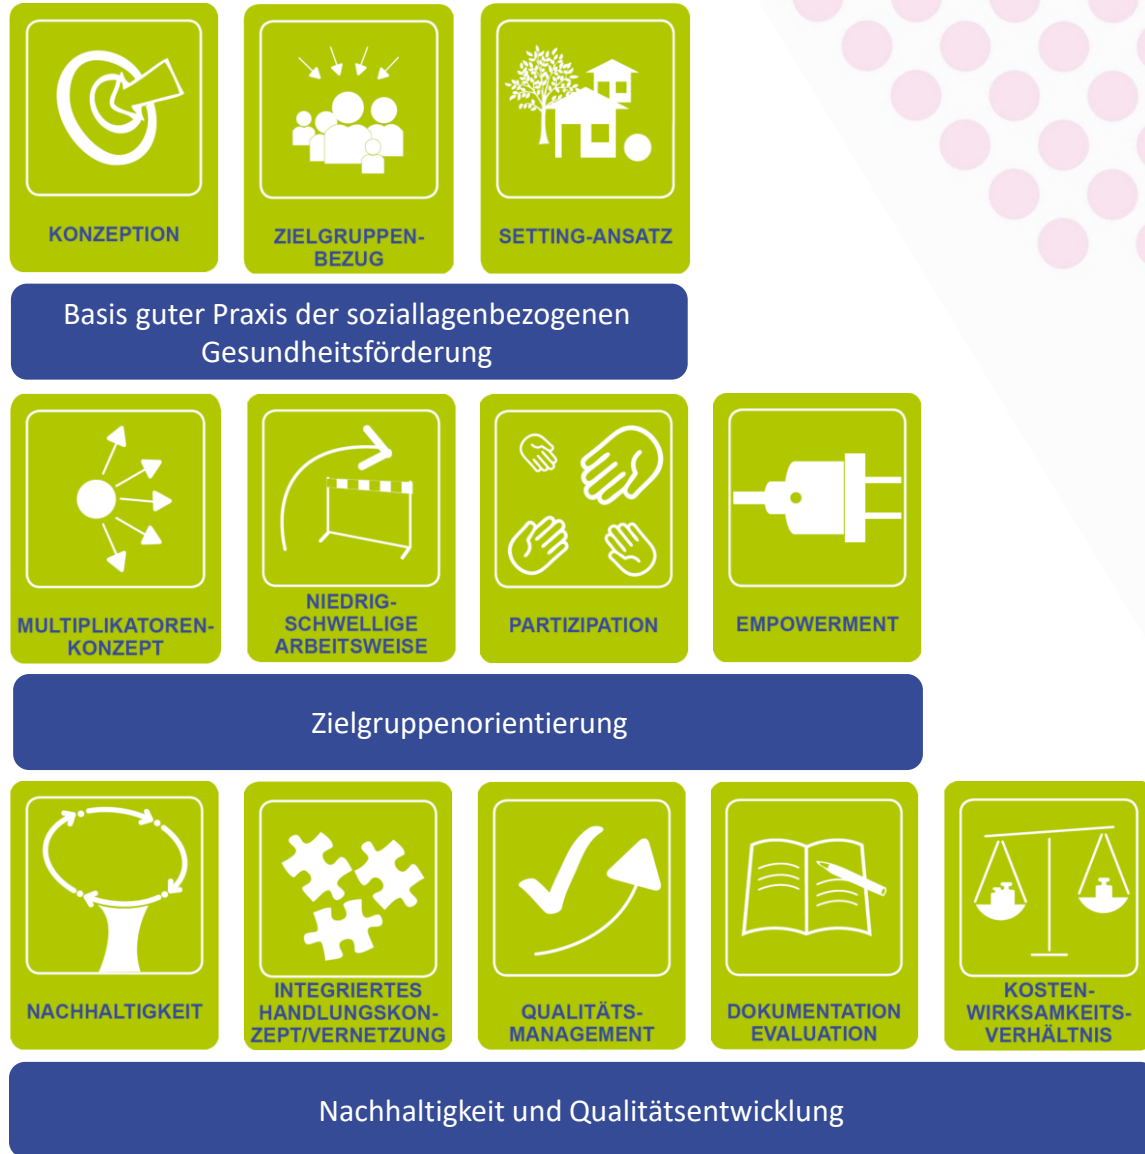 KONZEPTION
ZIELGRUPPEN-
BEZUG
SETTING-ANSATZ
Basis guter Praxis der soziallagenbezogenen
Gesundheitsförderung
MULTIPLIKATOREN-
KONZEPT
NIEDRIG-
SCHWELLIGE
ARBEITSWEISE
PARTIZIPATION
EMPOWERMENT
Zielgruppenorientierung
NACHHALTIGKEIT
INTEGRIERTES
HANDLUNGSKON-
ZEPT/VERNETZUNG
QUALITÄTS-
MANAGEMENT
DOKUMENTATION
EVALUATION
KOSTEN-
WIRKSAMKEITS-
VERHÄLTNIS
Nachhaltigkeit und Qualitätsentwicklung